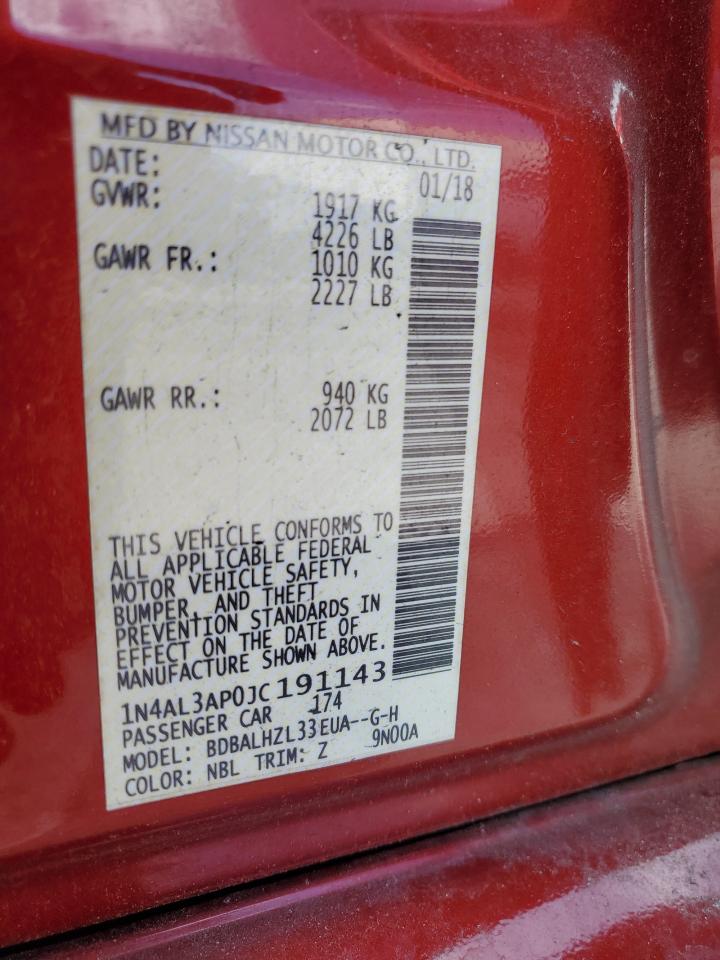 MFD BY NISSAN MOTOR CO., LTD.
DATE: 01/18
GVWR: 1917 KG
4226 LB
GAWR FR.: 1010 KG
2227 LB
GAWR RR.: 940 KG
2072 LB
THIS VEHICLE CONFORMS TO
ALL APPLICABLE FEDERAL
MOTOR VEHICLE SAFETY,
BUMPER, AND THEFT
PREVENTION STANDARDS IN
EFFECT ON THE DATE OF
MANUFACTURE SHOWN ABOVE.
1N4AL3AP0JC191143
PASSENGER CAR 174
MODEL: BDBALHZL33EUA--G-H
COLOR: NBL TRIM: Z 9N00A